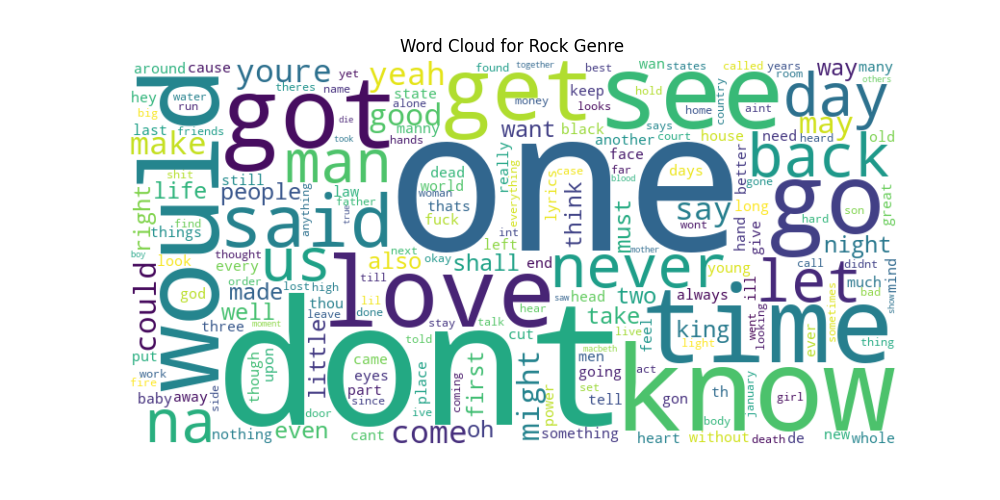 Word Cloud for Rock Genre
around cause youre yet yeah found together best wan states called years way many
theres name state get see keep hold room day others
hey water run got alone good money looks country aint may
big last friends die manny hands want black says home need heard old
make would took man one another court house back
shit still dead world really everything case lyrics face far blood days better gone go great
right life people law woman thats think must say long hard son
things find anything father true fuck int left wont hand give night
boy thought said us next also okay shall end never mother young let call didnt mind
look every order lost high till love hear saw head two always ill much bad
could god made thou lil done stay talk cut take live feel king went looking sometimes show
well three leave told light time ever thing
put moment little dont came coming first might macbeth men act know
work though upon eyes part place going set tell gon th january girl
fire baby away side since ive power body
na nothing even door cant come oh something heart without death de new whole